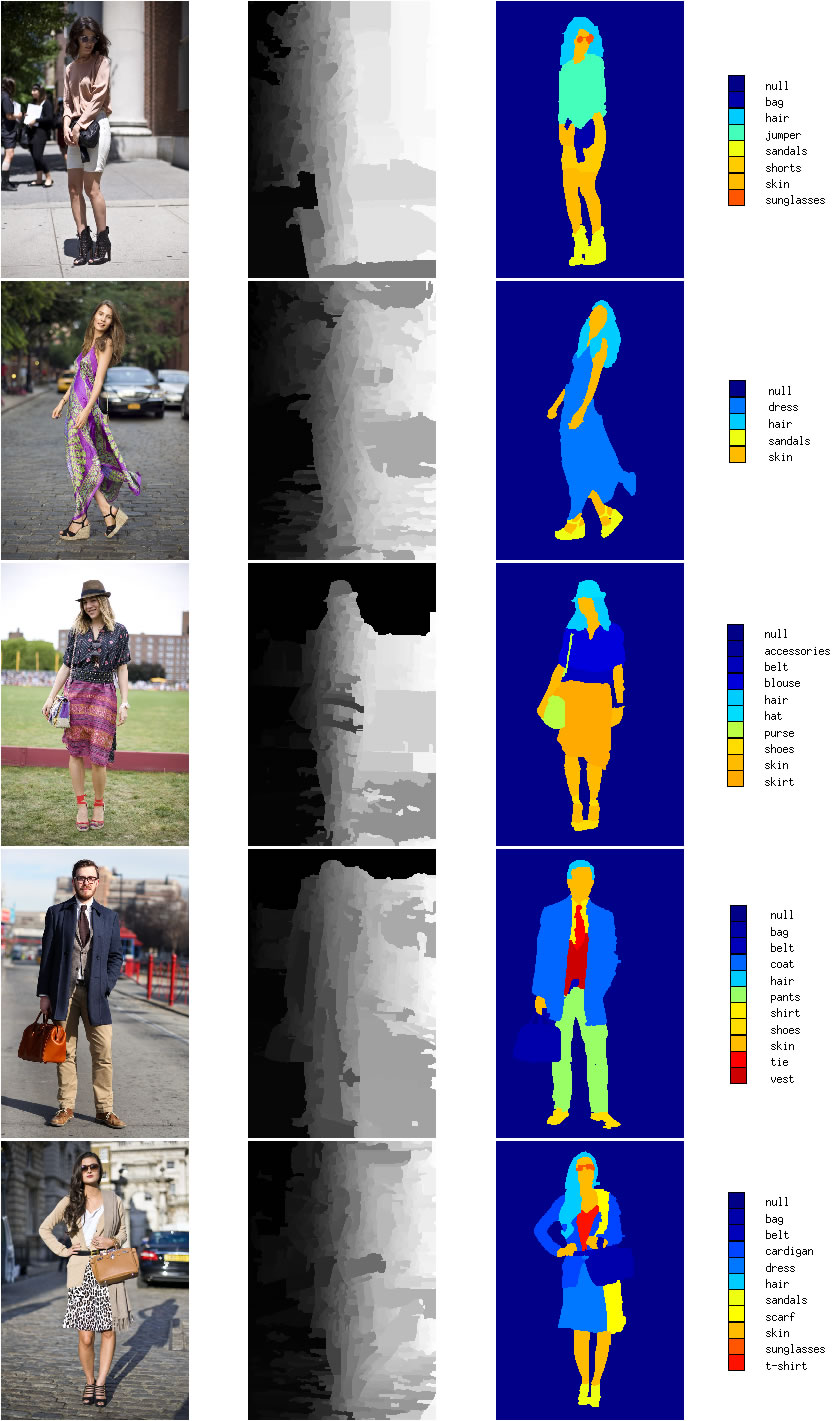 null
bag
hair
jumper
sandals
shorts
skin
sunglasses
null
dress
hair
sandals
skin
null
accessories
belt
blouse
hair
hat
purse
shoes
skin
skirt
null
bag
belt
coat
hair
pants
shirt
shoes
skin
tie
vest
null
bag
belt
cardigan
dress
hair
sandals
scarf
skin
sunglasses
t-shirt